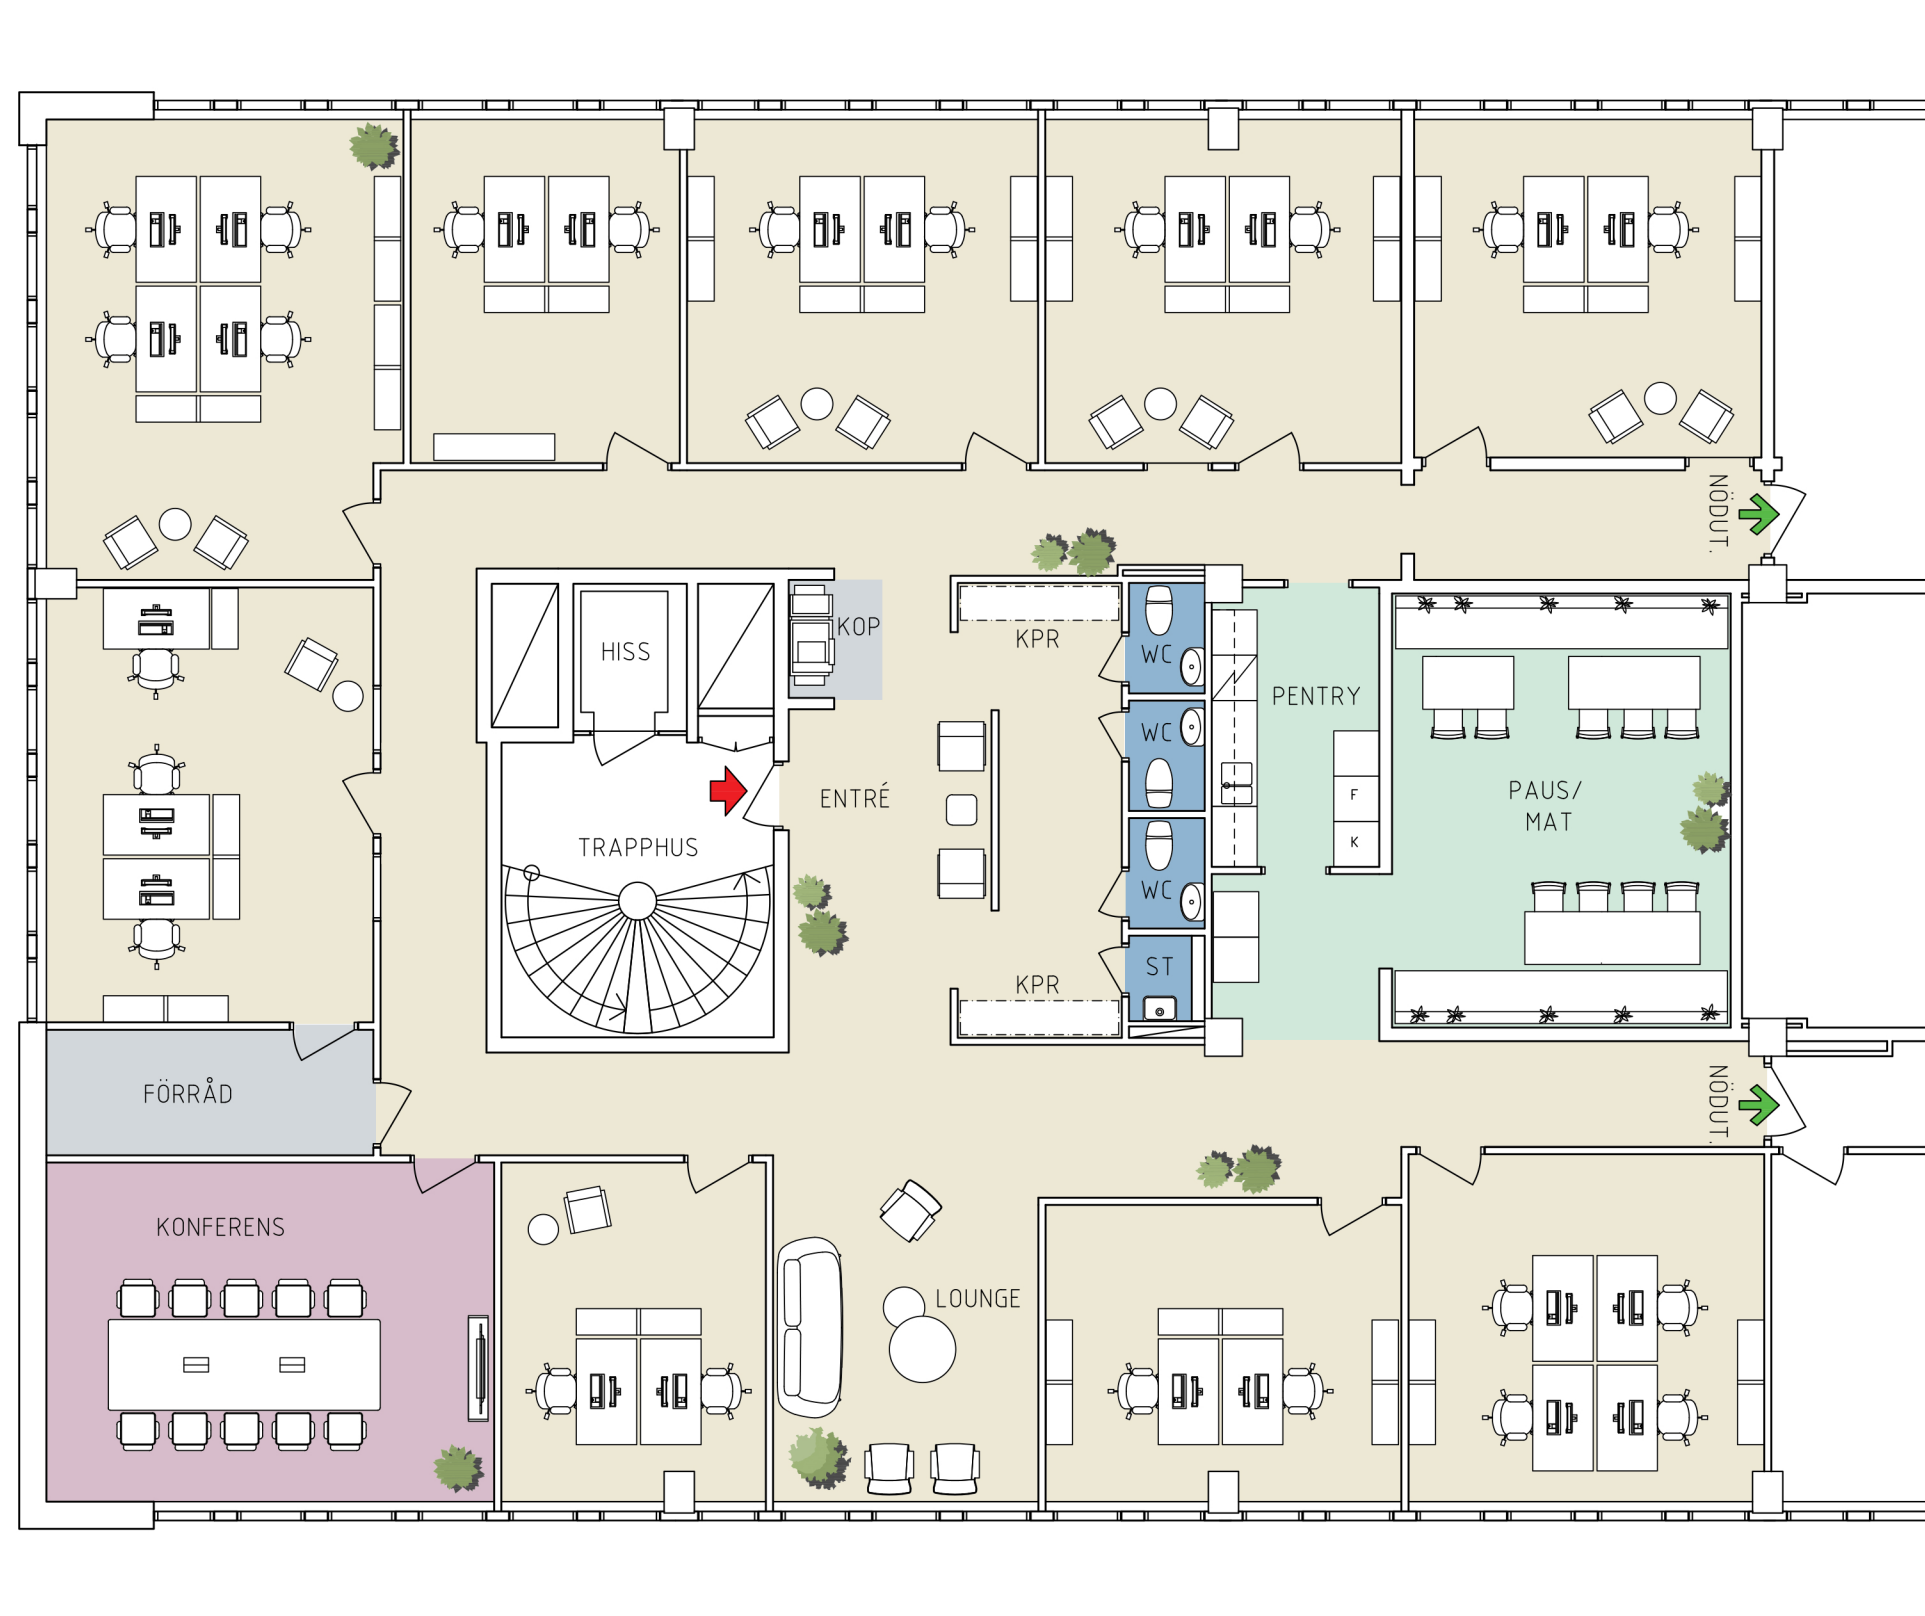 NÖDUT.
KOP
KPR
HISS
WC
PENTRY
WC
ENTRÉ
F
PAUS/
MAT
K
TRAPPHUS
WC
ST
KPR
FÖRRÅD
NÖDUT.
KONFERENS
LOUNGE